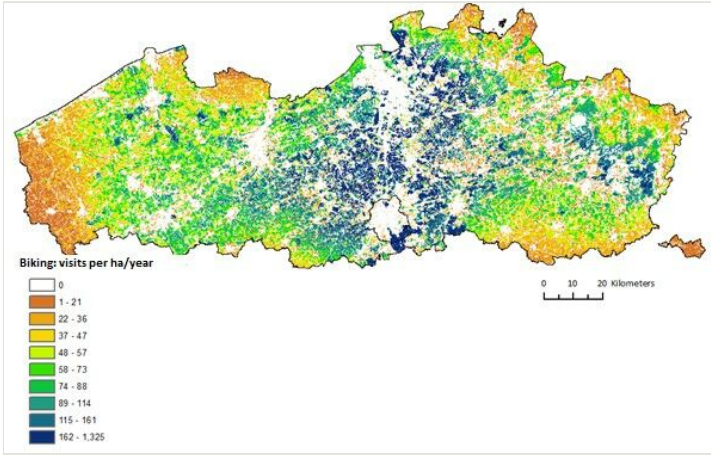 Biking: visits per ha/year
0
1 - 21
22 - 36
37 - 47
48 - 57
58 - 73
74 - 88
89 - 114
115 - 161
162 - 1,325
0 10 20 Kilometers